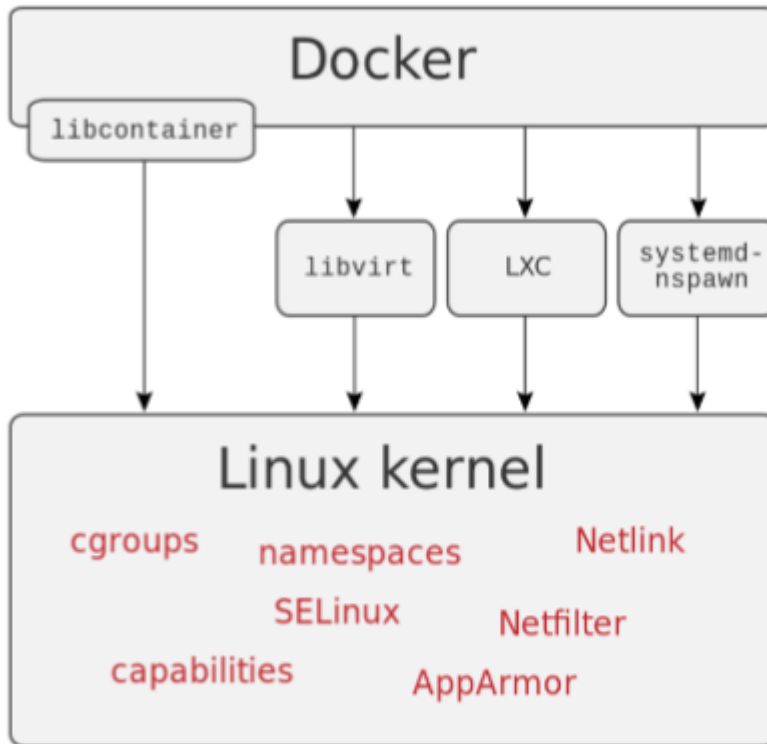 Docker
libcontainer
libvirt
LXC
systemd-
nspawn
Linux kernel
cgroups
namespaces
Netlink
SELinux
Netfilter
capabilities
AppArmor